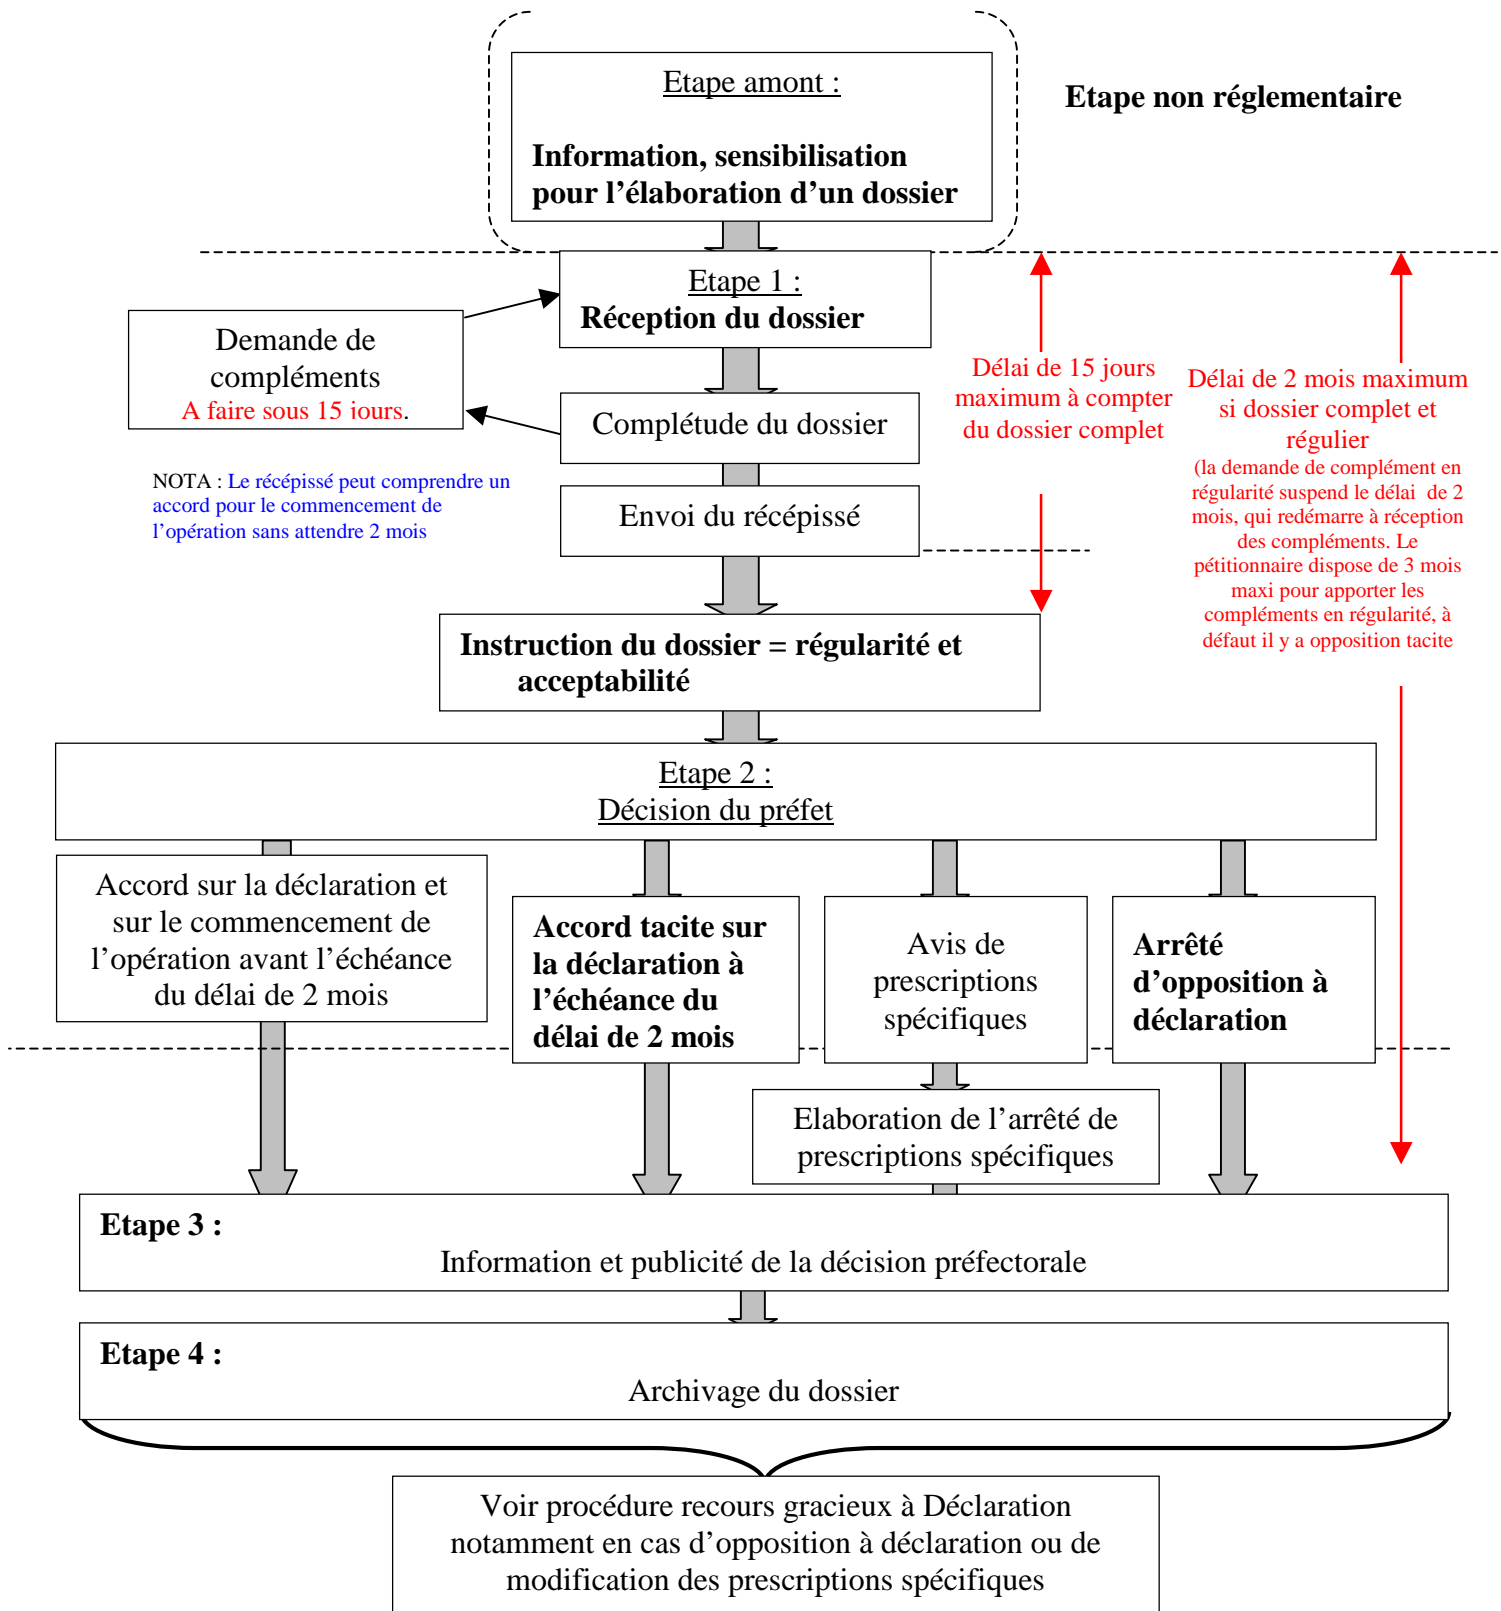 Etape amont :
Information, sensibilisation
pour l’élaboration d’un dossier
Etape non réglementaire
Etape 1 :
Réception du dossier
Demande de
compléments
A faire sous 15 iours.
Complétude du dossier
NOTA : Le récépissé peut comprendre un
accord pour le commencement de
l’opération sans attendre 2 mois
Envoi du récépissé
Délai de 15 jours
maximum à compter
du dossier complet
Délai de 2 mois maximum
si dossier complet et
régulier
(la demande de complément en
régularité suspend le délai de 2
mois, qui redémarre à réception
des compléments. Le
pétitionnaire dispose de 3 mois
maxi pour apporter les
compléments en régularité, à
défaut il y a opposition tacite
Instruction du dossier = régularité et
acceptabilité
Etape 2 :
Décision du préfet
Accord sur la déclaration et
sur le commencement de
l’opération avant l’échéance
du délai de 2 mois
Accord tacite sur
la déclaration à
l’échéance du
délai de 2 mois
Avis de
prescriptions
spécifiques
Arrêté
d’opposition à
déclaration
Elaboration de l’arrêté de
prescriptions spécifiques
Etape 3 :
Information et publicité de la décision préfectorale
Etape 4 :
Archivage du dossier
Voir procédure recours gracieux à Déclaration
notamment en cas d’opposition à déclaration ou de
modification des prescriptions spécifiques